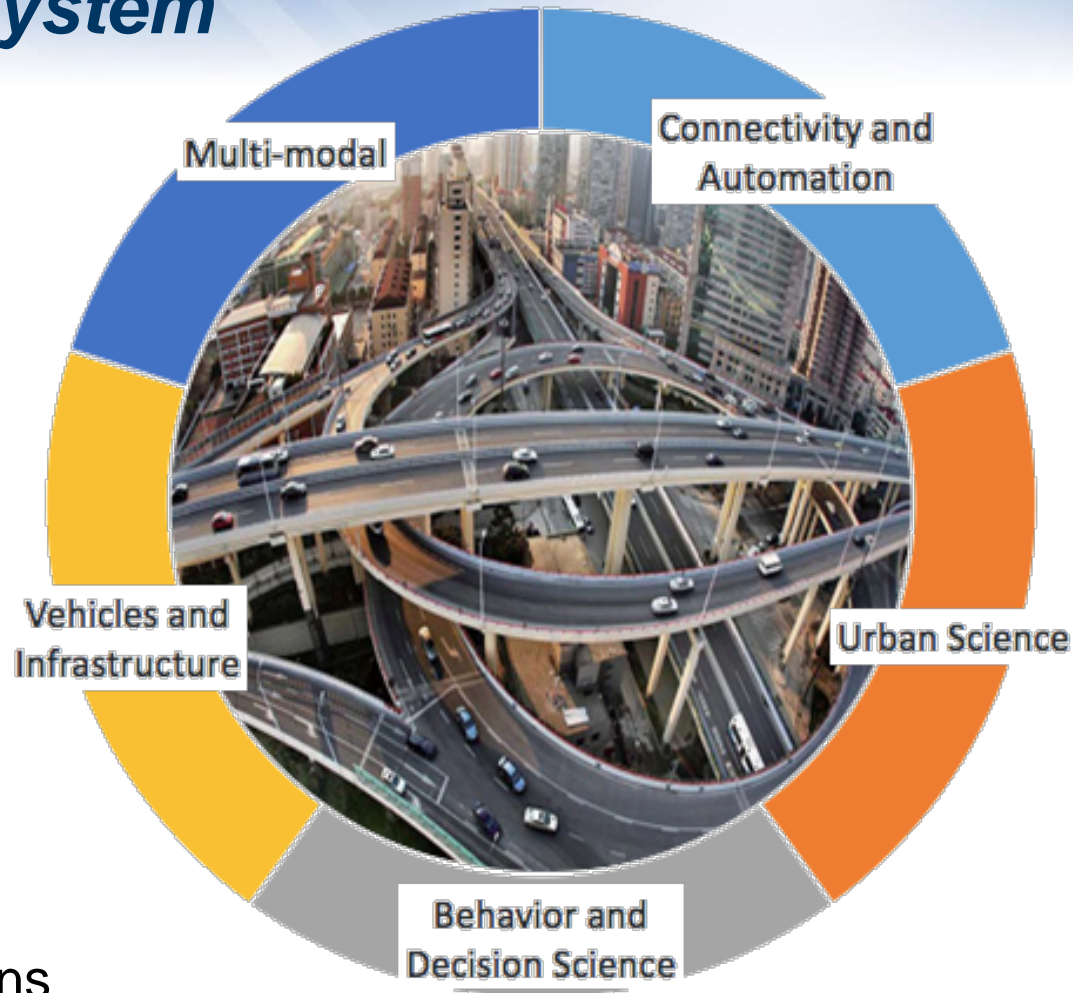 ystem
Multi-modal
Connectivity and
Automation
Vehicles and
Infrastructure
Urban Science
Behavior and
Decision Science
ns